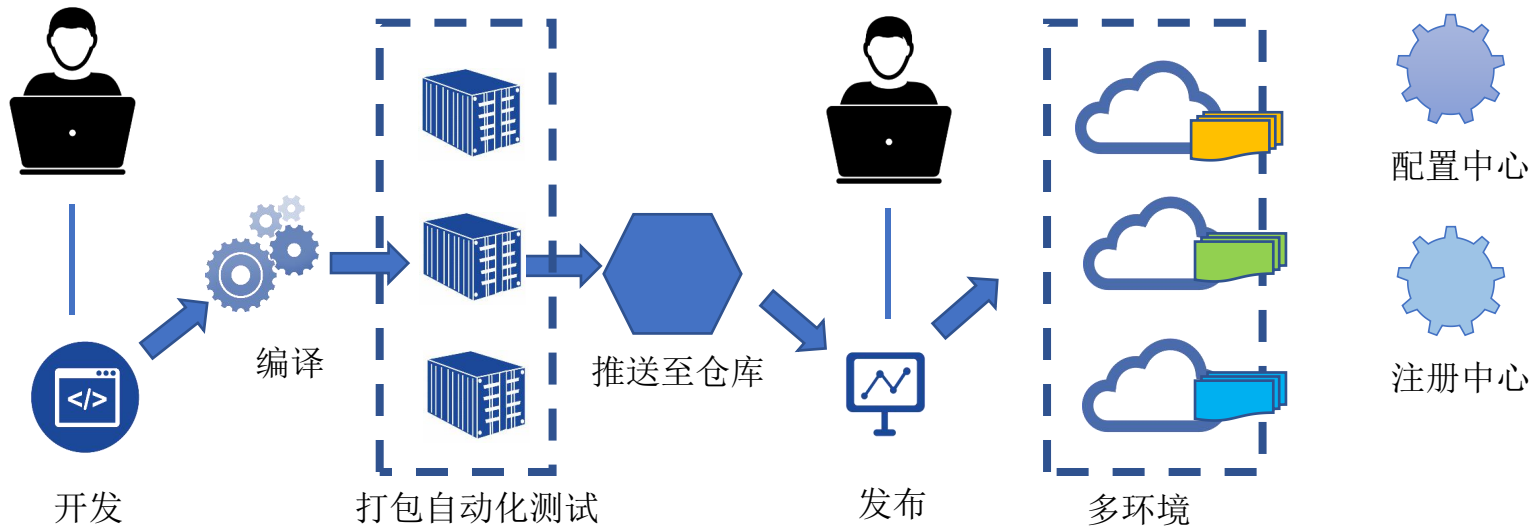 配置中心
编译
推送至仓库
注册中心
</>
开发
打包自动化测试
发布
多环境